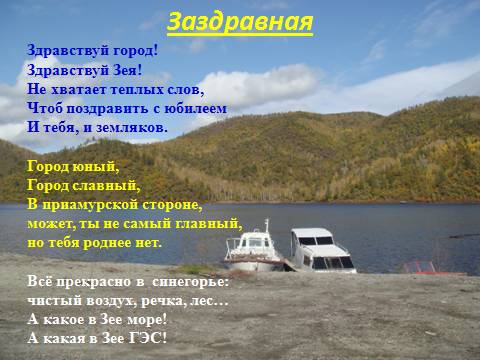 Заздравная
Здравствуй город!
Здравствуй Зея!
Не хватает теплых слов,
Чтоб поздравить с юбилеем
И тебя, и земляков.
Город юный,
Город славный,
В приамурской стороне,
может, ты не самый главный,
но тебя роднее нет.
Всё прекрасно в синегорье:
чистый воздух, речка, лес…
А какое в Зее море!
А какая в Зее ГЭС!